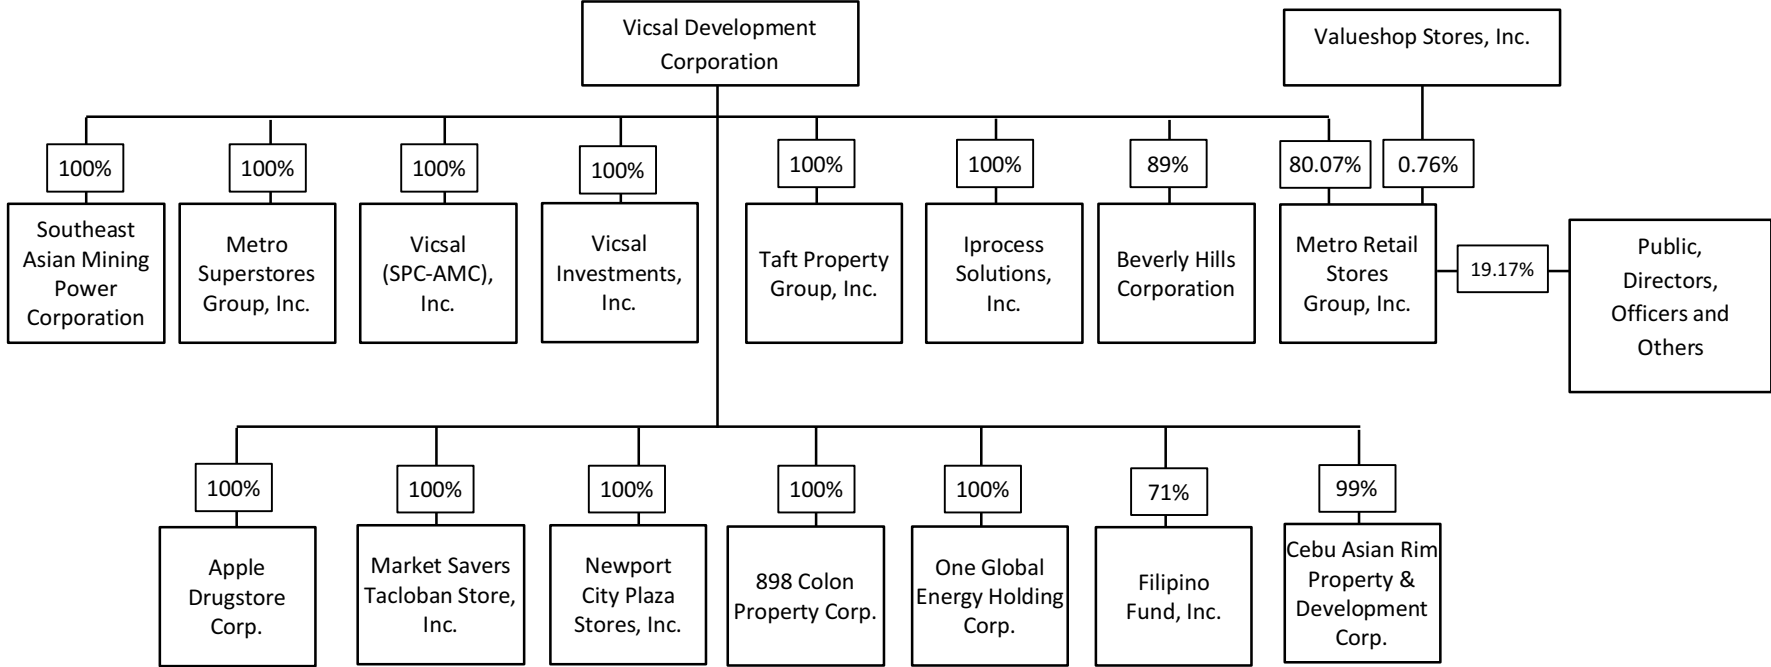 Vicsal Development
Corporation
Valueshop Stores, Inc.
100%
100%
100%
100%
100%
100%
89%
80.07%
0.76%
Southeast
Asian Mining
Power
Corporation
Metro
Superstores
Group, Inc.
Vicsal
(SPC-AMC),
Inc.
Vicsal
Investments,
Inc.
Taft Property
Group, Inc.
Iprocess
Solutions,
Inc.
Beverly Hills
Corporation
Metro Retail
Stores
Group, Inc.
19.17%
Public,
Directors,
Officers and
Others
100%
100%
100%
100%
100%
71%
99%
Apple
Drugstore
Corp.
Market Savers
Tacloban Store,
Inc.
Newport
City Plaza
Stores, Inc.
898 Colon
Property Corp.
One Global
Energy Holding
Corp.
Filipino
Fund, Inc.
Cebu Asian Rim
Property &
Development
Corp.